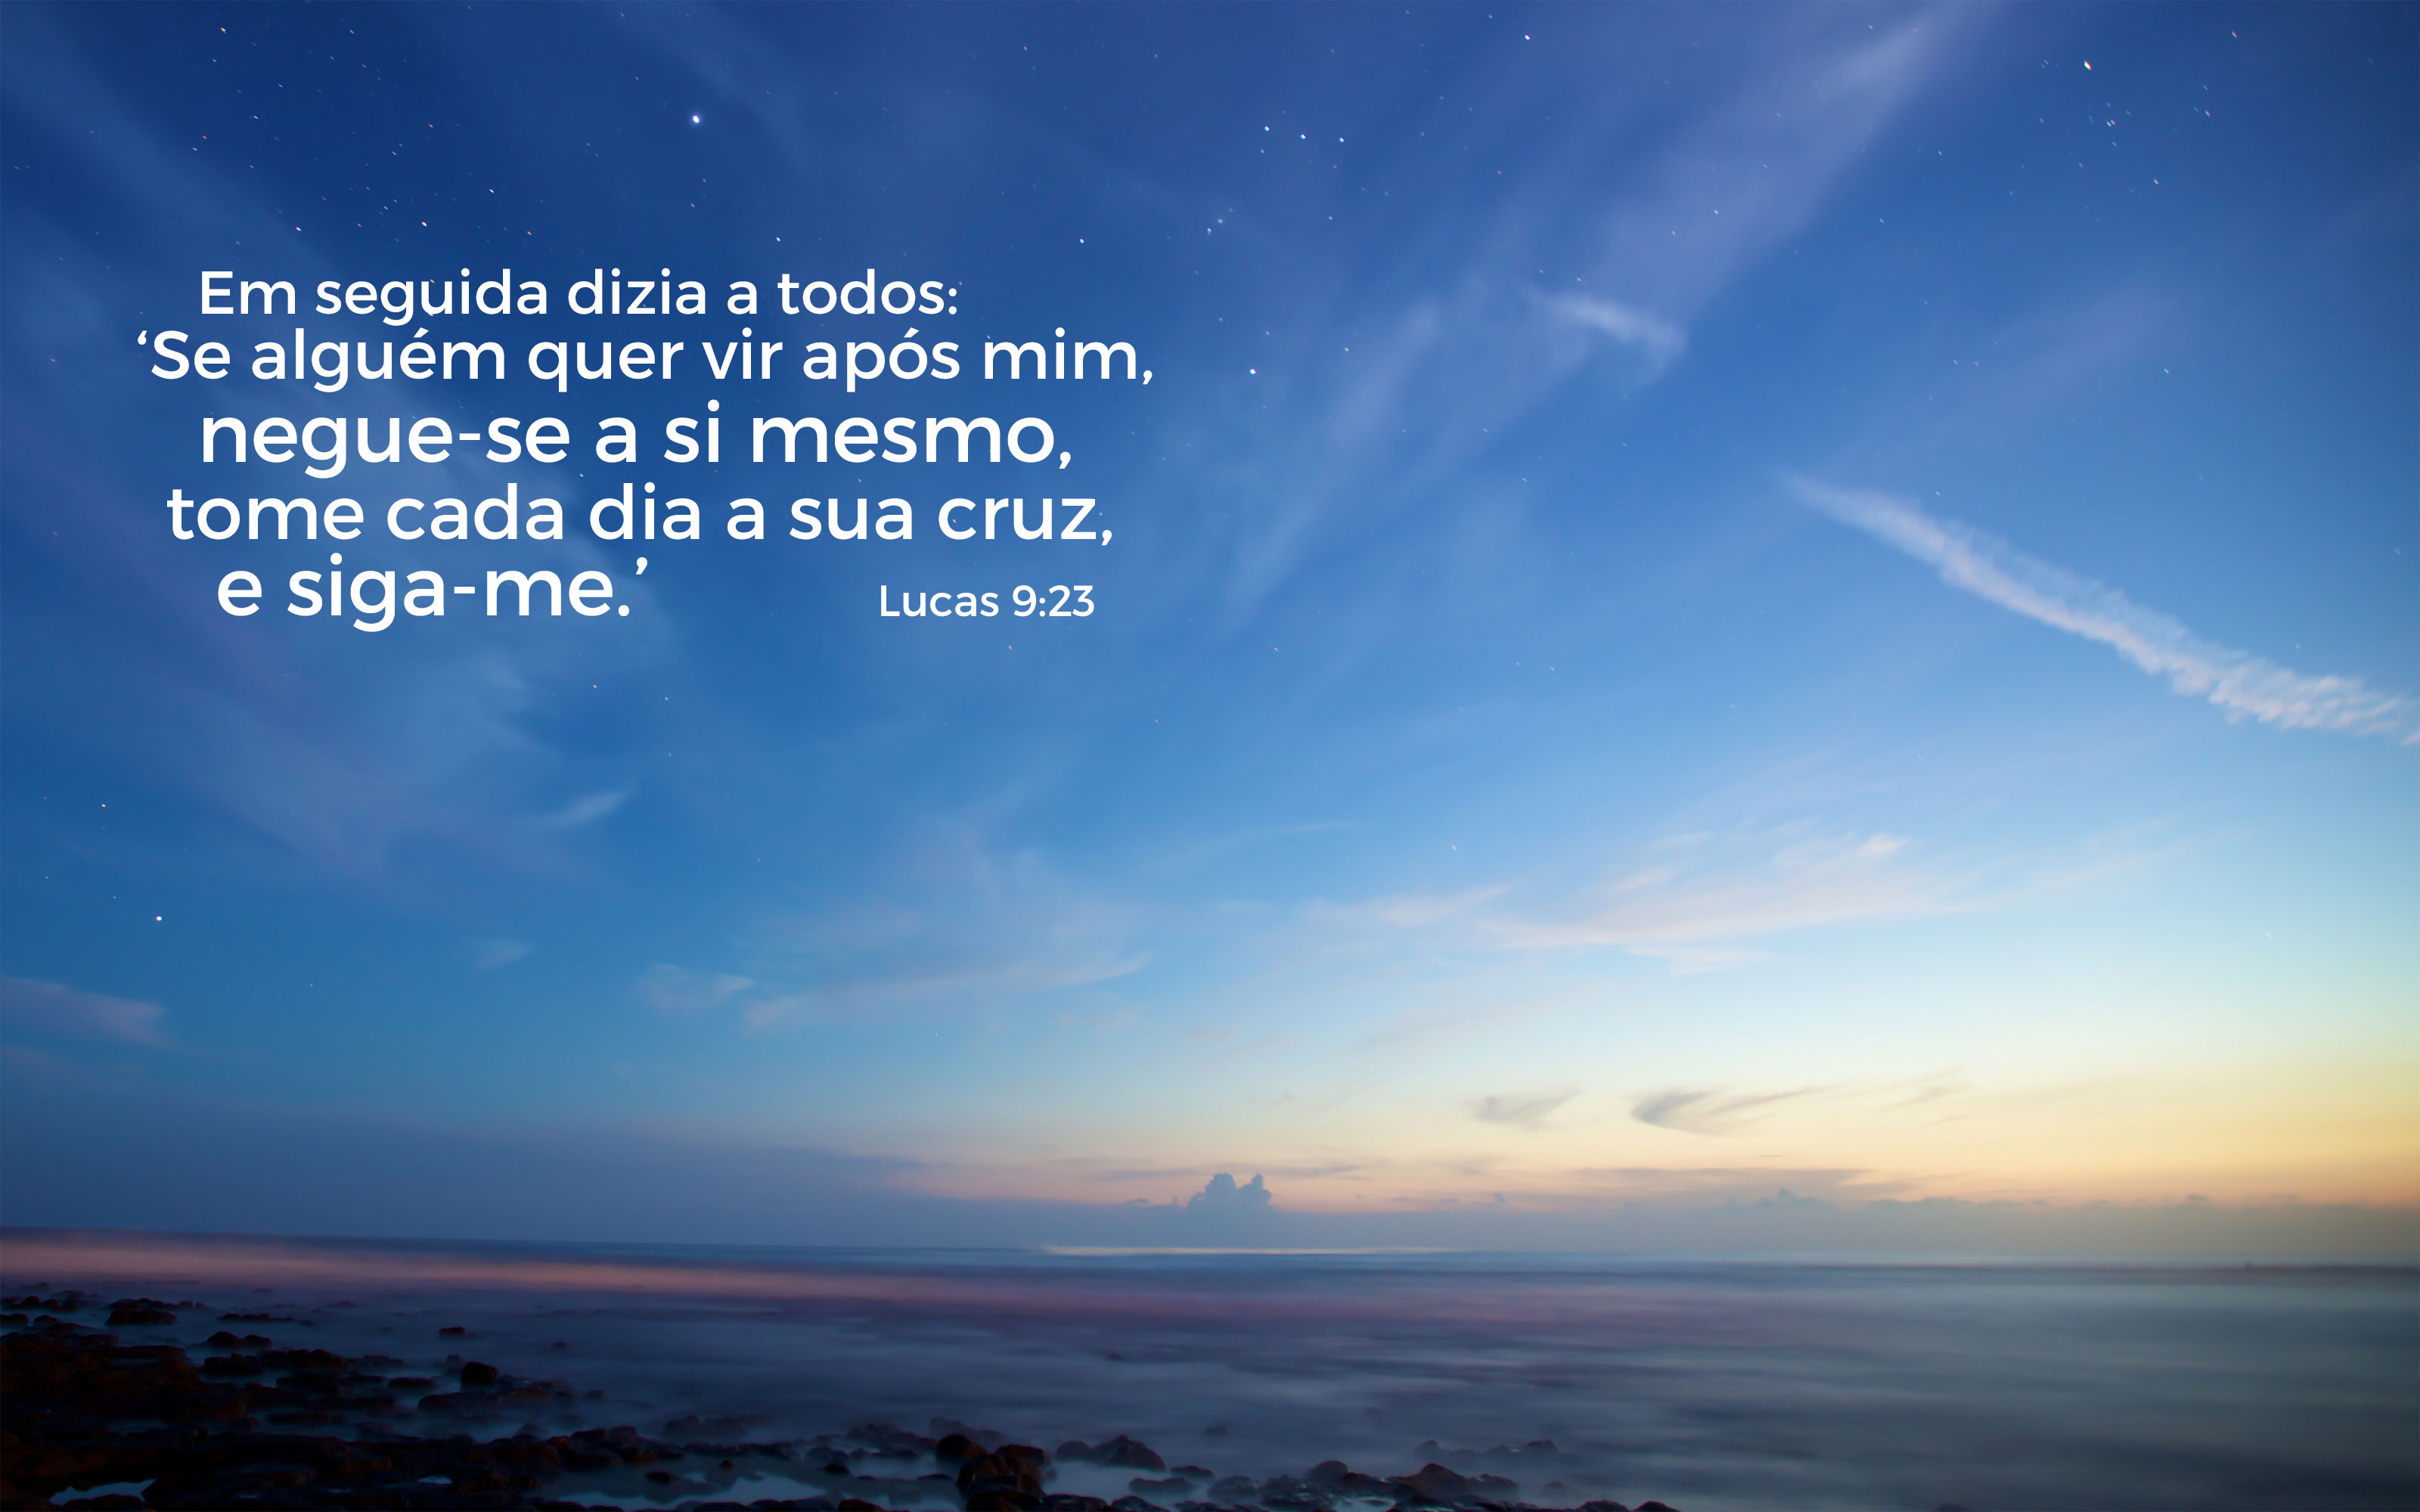 Em seguida dizia a todos:
‘Se alguém quer vir após mim,
negue-se a si mesmo,
tome cada dia a sua cruz,
e siga-me.’
Lucas 9:23